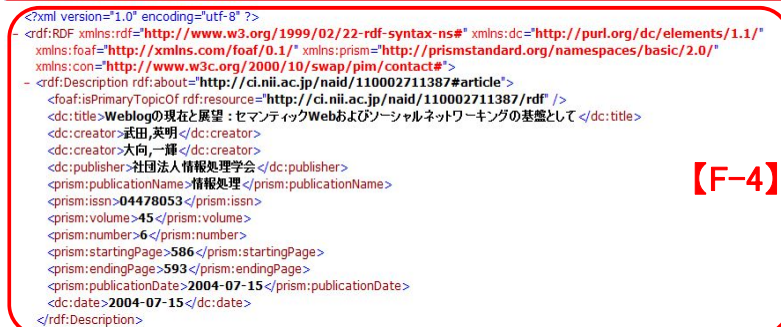 <?xml version="1.0" encoding="utf-8" ?>
- <rdf:RDF xmlns:rdf="http://www.w3.org/1999/02/22-rdf-syntax-ns#" xmlns:dc="http://purl.org/dc/elements/1.1/"
xmlns:foaf="http://xmlns.com/foaf/0.1/" xmlns:prism="http://prismstandard.org/namespaces/basic/2.0/"
xmlns:con="http://www.w3c.org/2000/10/swap/pim/contact#">
- <rdf:Description rdf:about="http://ci.nii.ac.jp/naid/110002711387#article">
<foaf:isPrimaryTopicOf rdf:resource="http://ci.nii.ac.jp/naid/110002711387/rdf" />
<dc:title>Weblogの現在と展望：セマンティックWebおよびソーシャルネットワーキングの基盤として</dc:title>
<dc:creator>武田,英明</dc:creator>
<dc:creator>大向,一輝</dc:creator>
<dc:publisher>社団法人情報処理学会</dc:publisher>
<prism:publicationName>情報処理</prism:publicationName>
<prism:issn>04478053</prism:issn>
<prism:volume>45</prism:volume>
<prism:number>6</prism:number>
<prism:startingPage>586</prism:startingPage>
<prism:endingPage>593</prism:endingPage>
<prism:publicationDate>2004-07-15</prism:publicationDate>
<dc:date>2004-07-15</dc:date>
</rdf:Description>
【F-4】